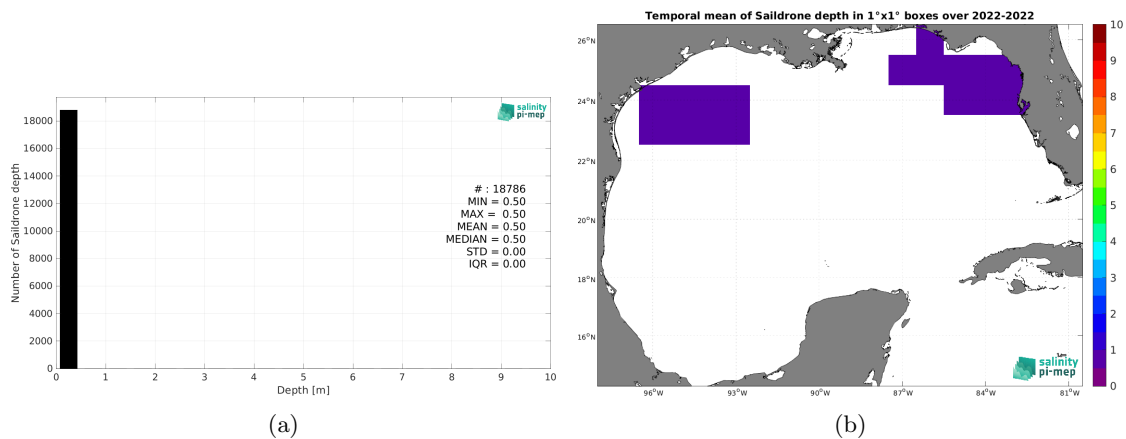 18000
16000
14000
12000
10000
8000
6000
4000
2000
0
Number of Saildrone depth
salinity
pi-mep
# : 18786
MIN = 0.50
MAX = 0.50
MEAN = 0.50
MEDIAN = 0.50
STD = 0.00
IQR = 0.00
0 1 2 3 4 5 6 7 8 9 10
Depth [m]
(a)
Temporal mean of Saildrone depth in 1°x1° boxes over 2022-2022
26°N
24°N
22°N
20°N
18°N
16°N
96°W 93°W 90°W 87°W 84°W 81°W
salinity
pi-mep
10
9
8
7
6
5
4
3
2
1
0
(b)